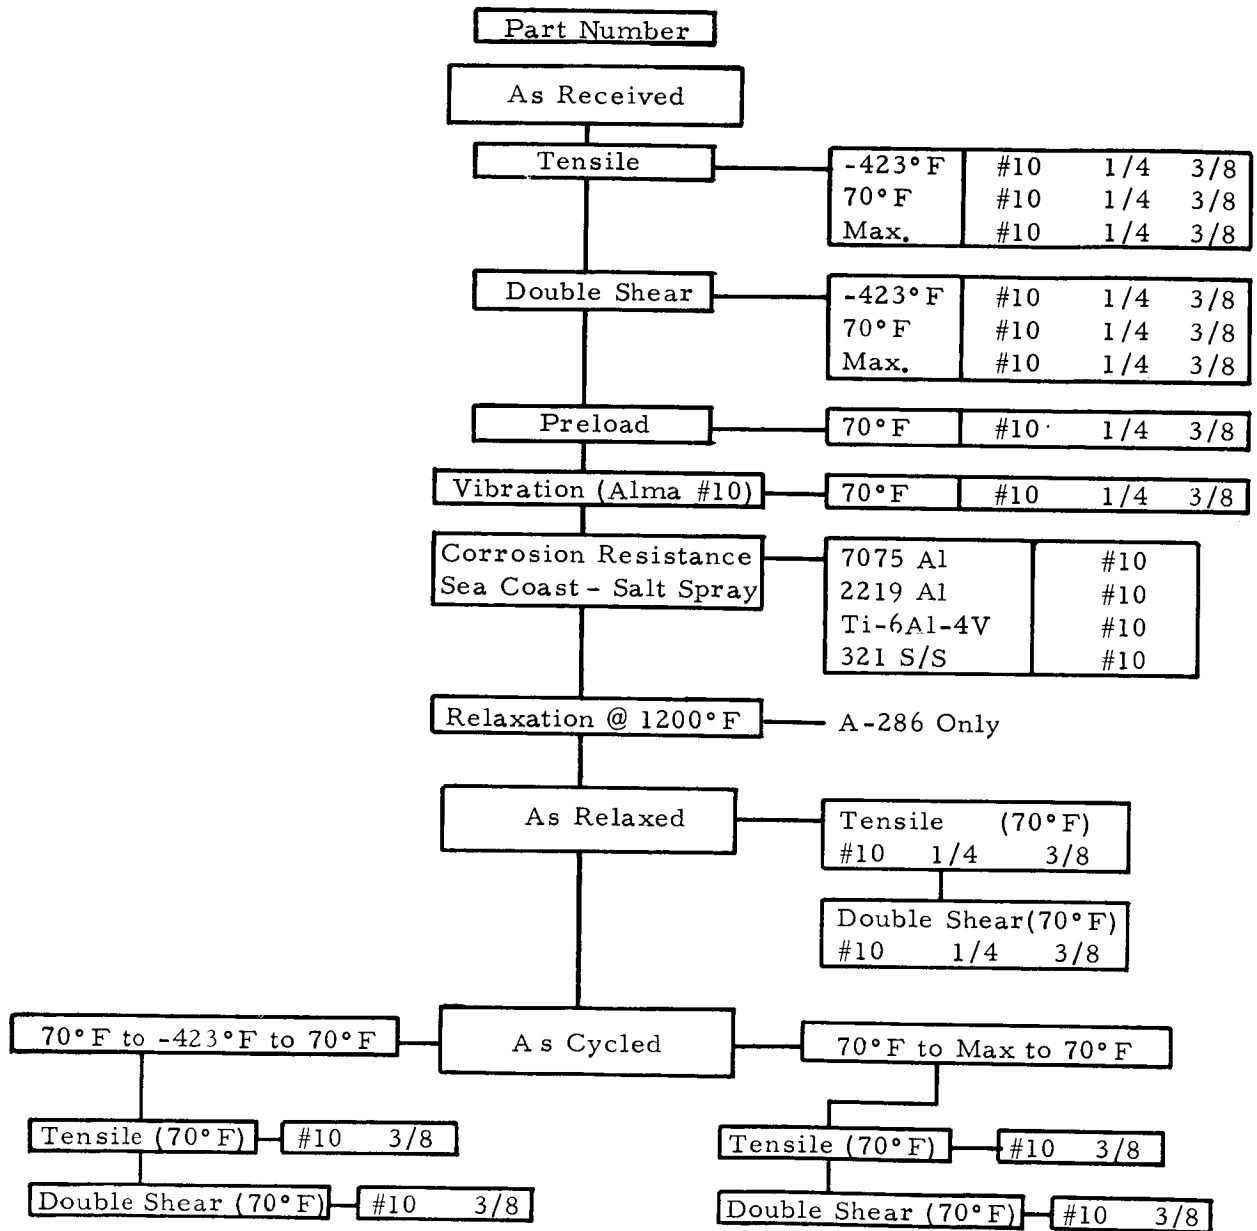 Part Number
As Received
Tensile
-423°F #10 1/4 3/8
70°F #10 1/4 3/8
Max. #10 1/4 3/8
Double Shear
-423°F #10 1/4 3/8
70°F #10 1/4 3/8
Max. #10 1/4 3/8
Preload
70°F #10 1/4 3/8
Vibration (Alma #10)
70°F #10 1/4 3/8
Corrosion Resistance
Sea Coast - Salt Spray
7075 Al #10
2219 Al #10
Ti-6Al-4V #10
321 S/S #10
Relaxation @ 1200°F
A-286 Only
As Relaxed
Tensile (70°F)
#10 1/4 3/8
Double Shear (70°F)
#10 1/4 3/8
As Cycled
70°F to -423°F to 70°F
70°F to Max to 70°F
Tensile (70°F)
#10 3/8
Double Shear (70°F)
#10 3/8
Tensile (70°F)
#10 3/8
Double Shear (70°F)
#10 3/8